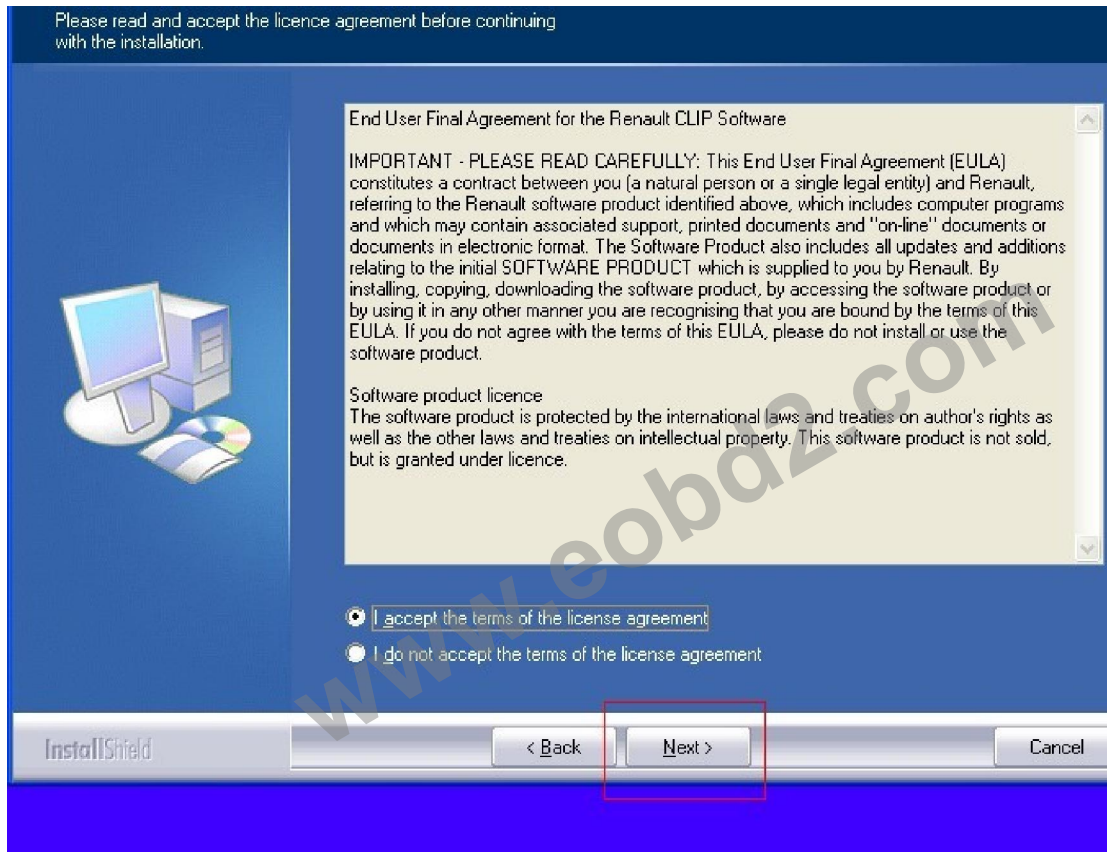 Please read and accept the licence agreement before continuing
with the installation.
End User Final Agreement for the Renault CLIP Software
IMPORTANT - PLEASE READ CAREFULLY: This End User Final Agreement (EULA)
constitutes a contract between you (a natural person or a single legal entity) and Renault,
referring to the Renault software product identified above, which includes computer programs
and which may contain associated support, printed documents and "on-line" documents or
documents in electronic format. The Software Product also includes all updates and additions
relating to the initial SOFTWARE PRODUCT which is supplied to you by Renault. By
installing, copying, downloading the software product, by accessing the software product or
by using it in any other manner you are recognising that you are bound by the terms of this
EULA. If you do not agree with the terms of this EULA, please do not install or use the
software product.
Software product licence
The software product is protected by the international laws and treaties on author's rights as
well as the other laws and treaties on intellectual property. This software product is not sold,
but is granted under licence.
I accept the terms of the license agreement
I do not accept the terms of the license agreement
InstallShield
< Back
Next >
Cancel
www.eobd2.com